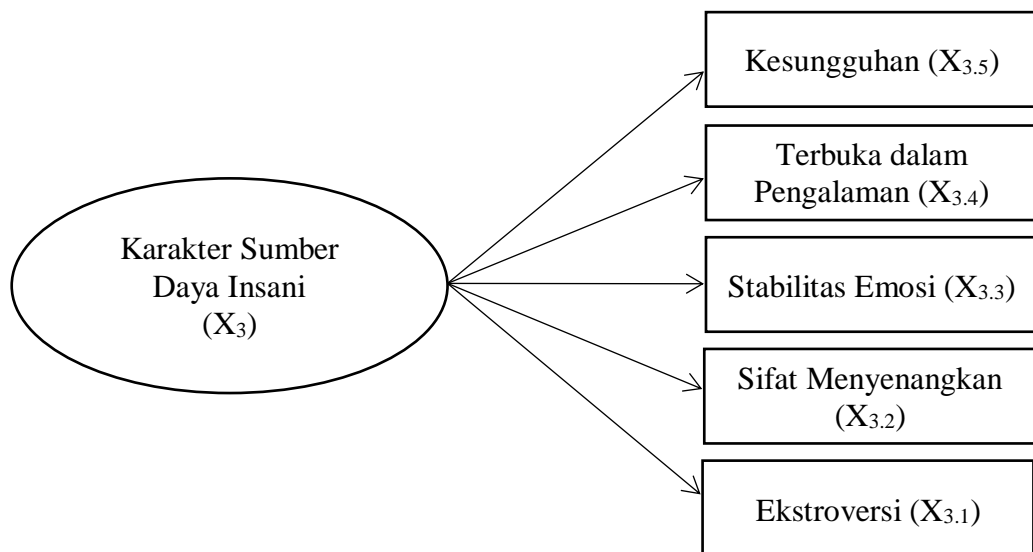 Kesungguhan (X3.5)
Terbuka dalam
Pengalaman (X3.4)
Karakter Sumber
Daya Insani
(X3)
Stabilitas Emosi (X3.3)
Sifat Menyenangkan
(X3.2)
Ekstroversi (X3.1)